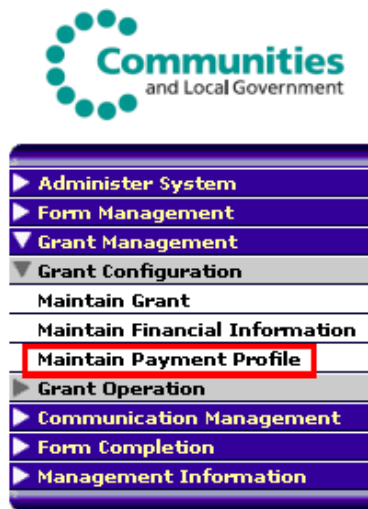 Communities
and Local Government
Administer System
Form Management
Grant Management
Grant Configuration
Maintain Grant
Maintain Financial Information
Maintain Payment Profile
Grant Operation
Communication Management
Form Completion
Management Information